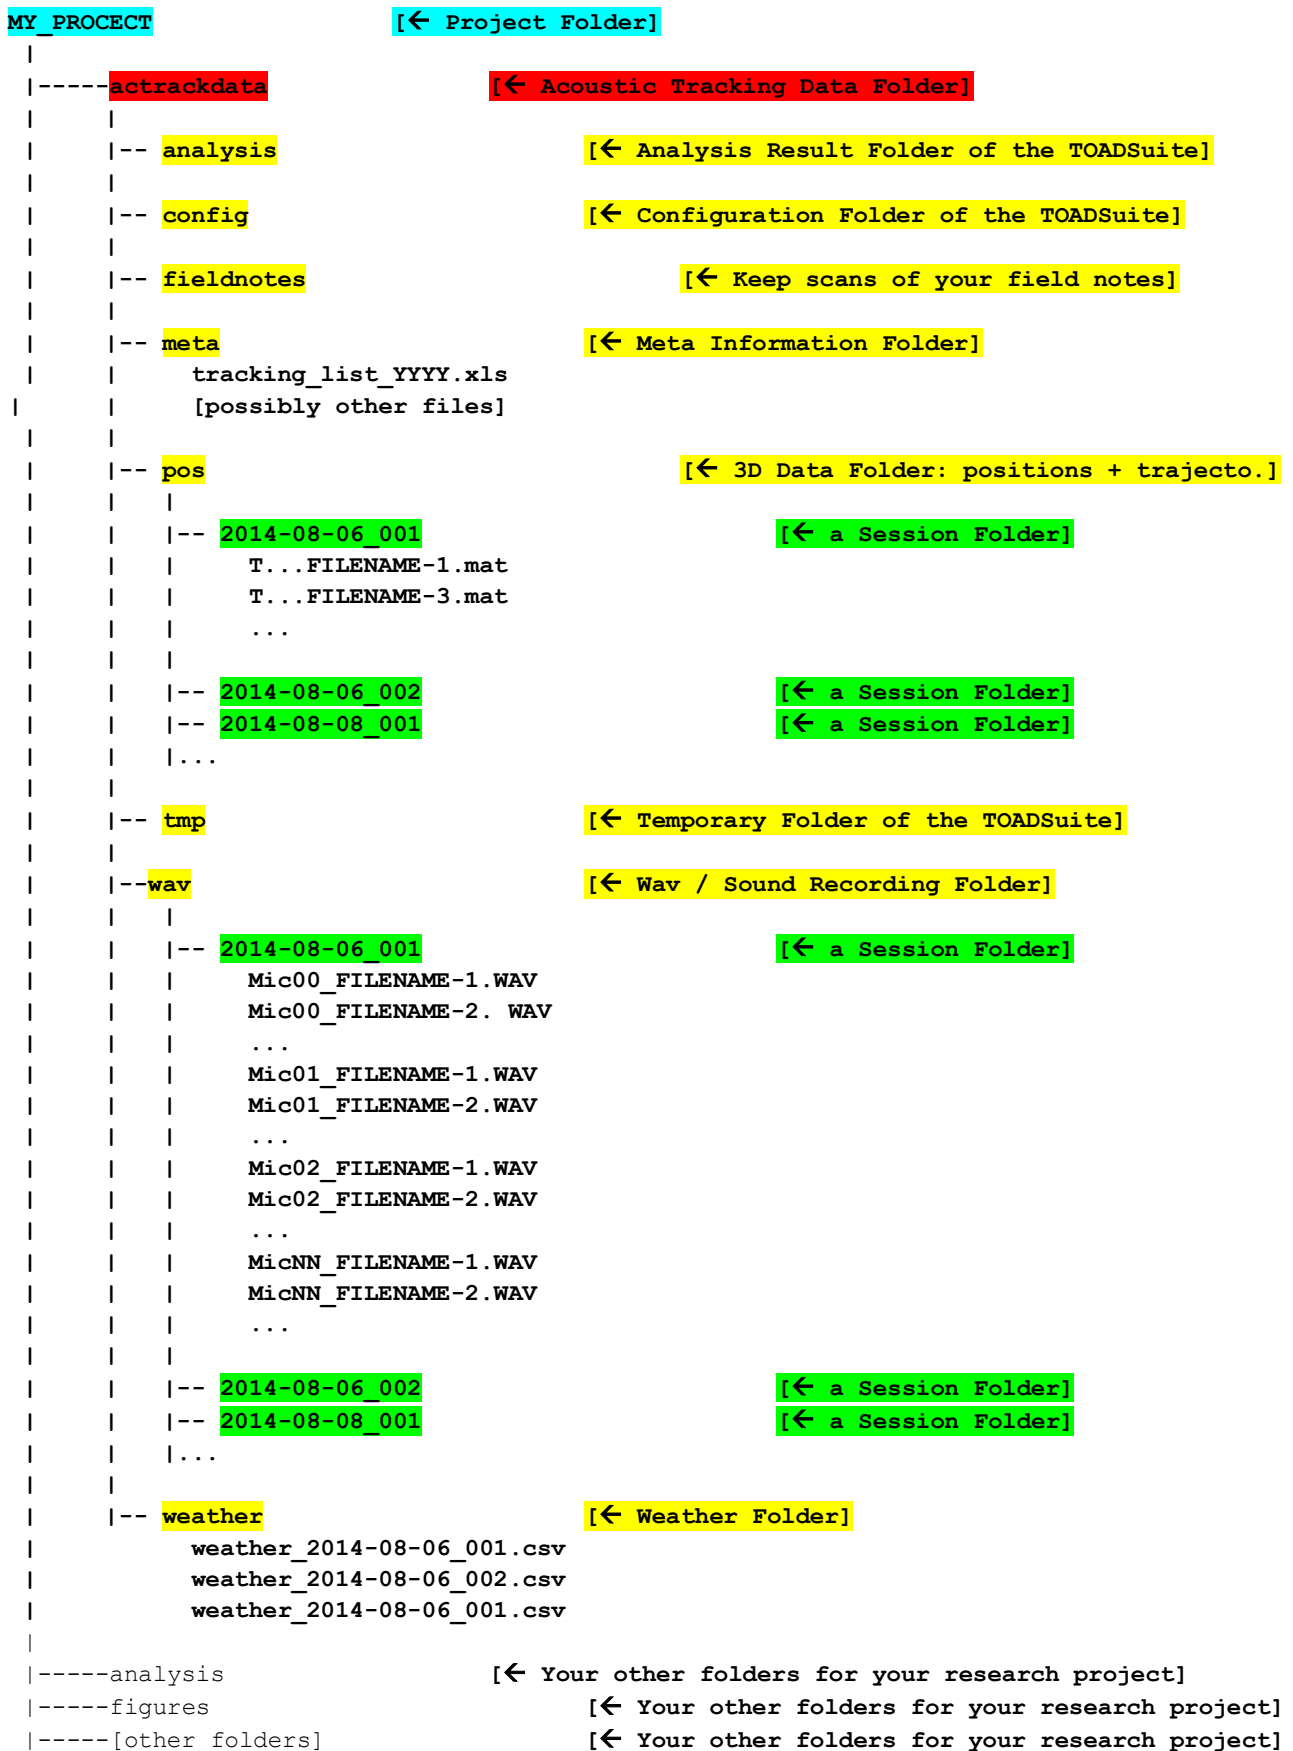 MY_PROCECT [← Project Folder]
|
|-----actrackdata [← Acoustic Tracking Data Folder]
| |
| |-- analysis [← Analysis Result Folder of the TOADSuite]
| |
| |-- config [← Configuration Folder of the TOADSuite]
| |
| |-- fieldnotes [← Keep scans of your field notes]
| |
| |-- meta [← Meta Information Folder]
| | tracking_list_YYYY.xls
| | [possibly other files]
| |
| |-- pos [← 3D Data Folder: positions + trajecto.]
| | |
| | |-- 2014-08-06_001 [← a Session Folder]
| | | T...FILENAME-1.mat
| | | T...FILENAME-3.mat
| | | ...
| | |
| | |-- 2014-08-06_002 [← a Session Folder]
| | |-- 2014-08-08_001 [← a Session Folder]
| | |...
| |
| |-- tmp [← Temporary Folder of the TOADSuite]
| |
| |--wav [← Wav / Sound Recording Folder]
| | |
| | |-- 2014-08-06_001 [← a Session Folder]
| | | Mic00_FILENAME-1.WAV
| | | Mic00_FILENAME-2. WAV
| | | ...
| | | Mic01_FILENAME-1.WAV
| | | Mic01_FILENAME-2.WAV
| | | ...
| | | Mic02_FILENAME-1.WAV
| | | Mic02_FILENAME-2.WAV
| | | ...
| | | MicNN_FILENAME-1.WAV
| | | MicNN_FILENAME-2.WAV
| | | ...
| | |
| | |-- 2014-08-06_002 [← a Session Folder]
| | |-- 2014-08-08_001 [← a Session Folder]
| | |...
| |
| |-- weather [← Weather Folder]
| weather_2014-08-06_001.csv
| weather_2014-08-06_002.csv
| weather_2014-08-06_001.csv
|
|-----analysis [← Your other folders for your research project]
|-----figures [← Your other folders for your research project]
|-----[other folders] [← Your other folders for your research project]